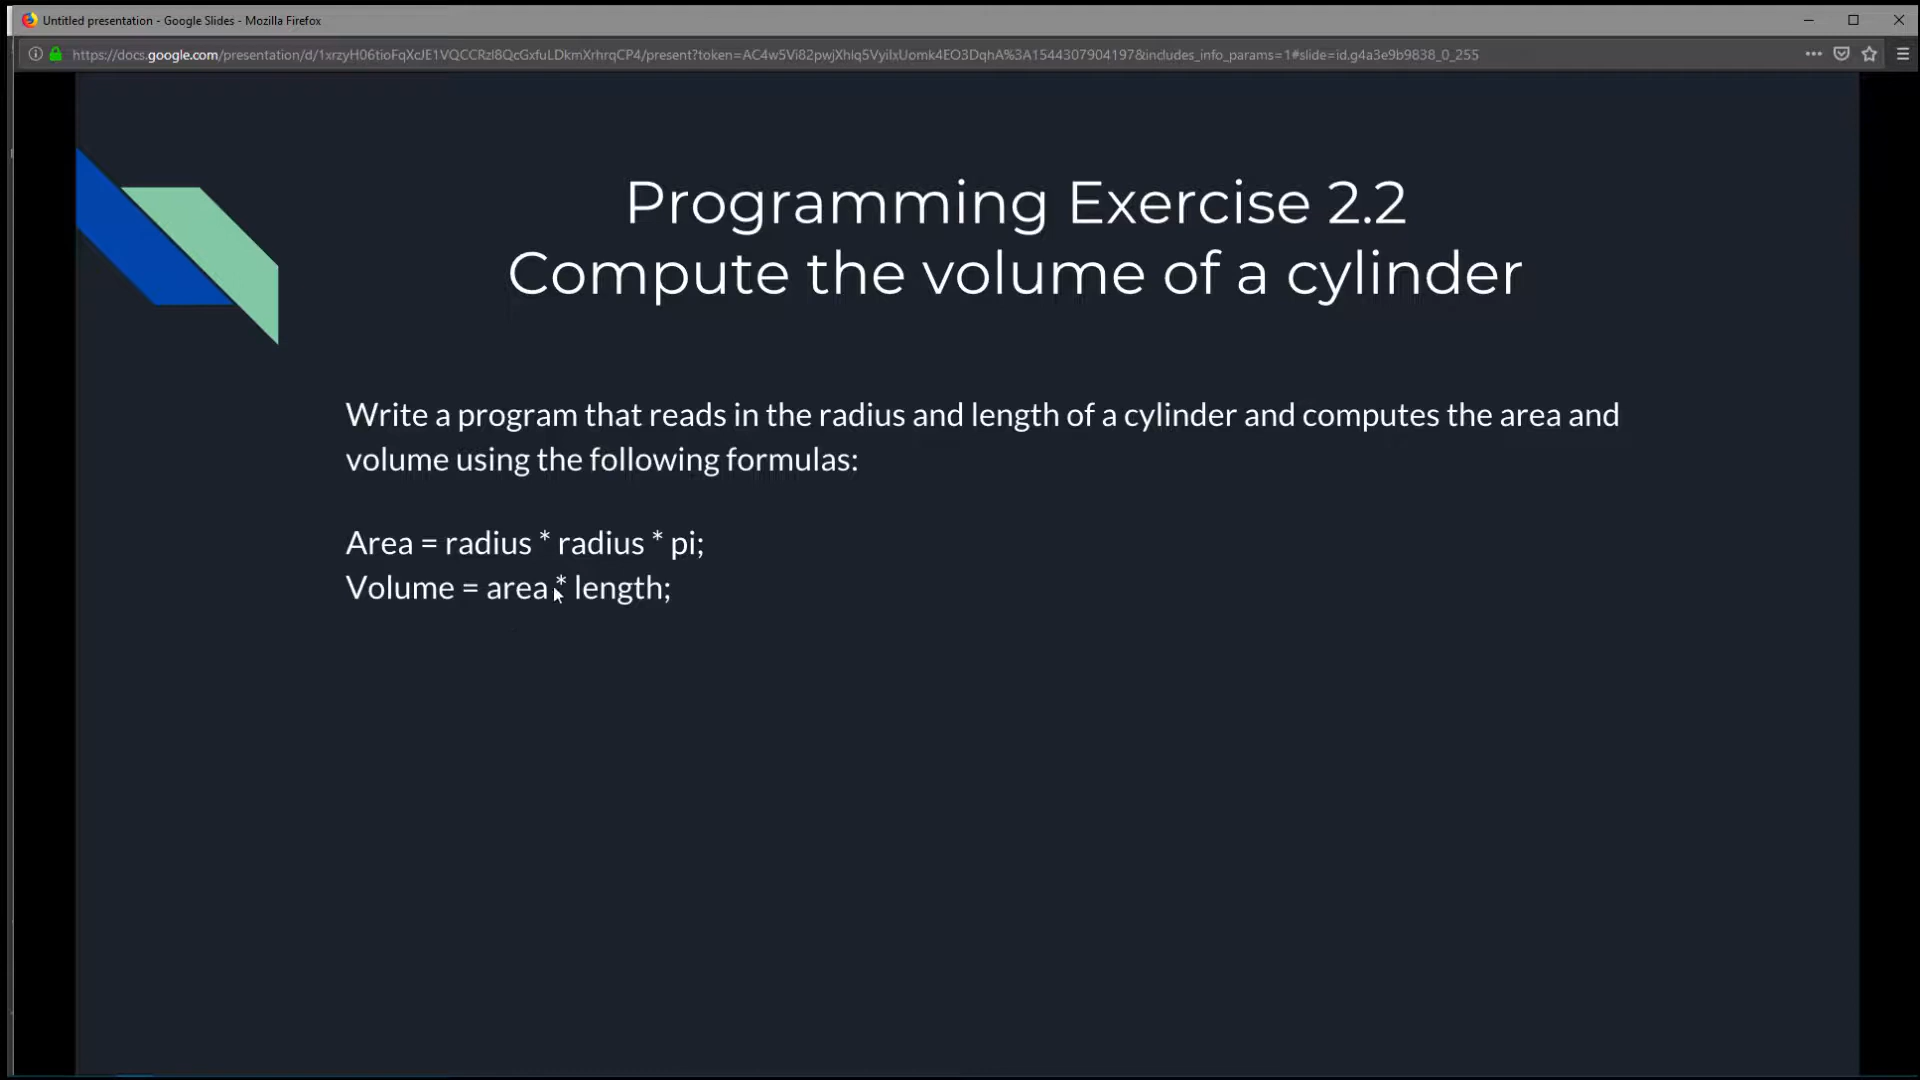 Untitled presentation - Google Slides - Mozilla Firefox
https://docs.google.com/presentation/d/1xrzyH06tioFqXcJE1VQCCRzI8QcGxfuLDkmXrhrqCP4/present?token=AC4w5Vi82pwjXhIq5VyilxUomk4EO3DqhA%3A1544307904197&includes_info_params=1#slide=id.g4a3e9b9838_0_255
Programming Exercise 2.2
Compute the volume of a cylinder
Write a program that reads in the radius and length of a cylinder and computes the area and
volume using the following formulas:
Area = radius * radius * pi;
Volume = area * length;